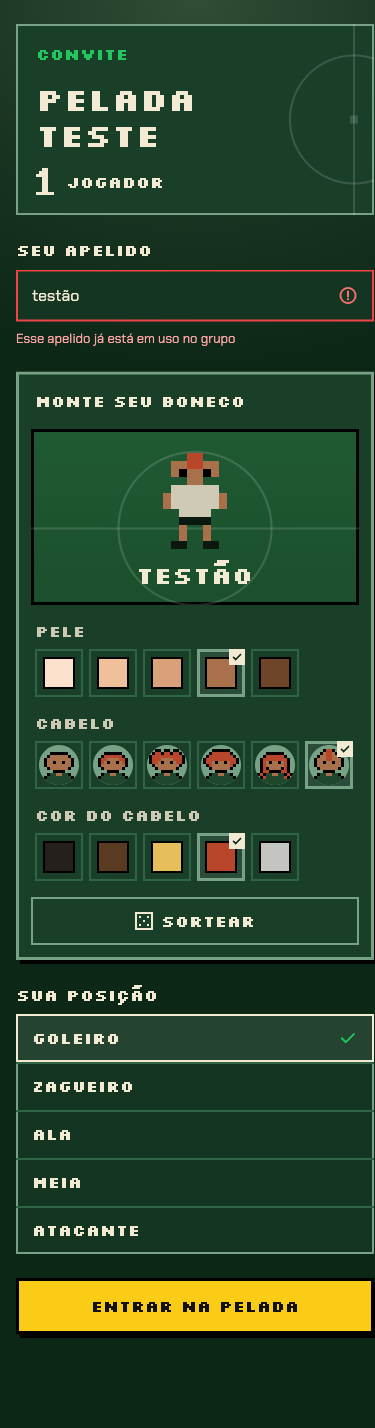 CONVITE
PELADA
TESTE
1 JOGADOR
SEU APELIDO
testão
Esse apelido já está em uso no grupo
MONTE SEU BONECO
TESTÃO
PELE
CABELO
COR DO CABELO
SORTEAR
SUA POSIÇÃO
GOLEIRO
ZAGUEIRO
ALA
MEIA
ATACANTE
ENTRAR NA PELADA